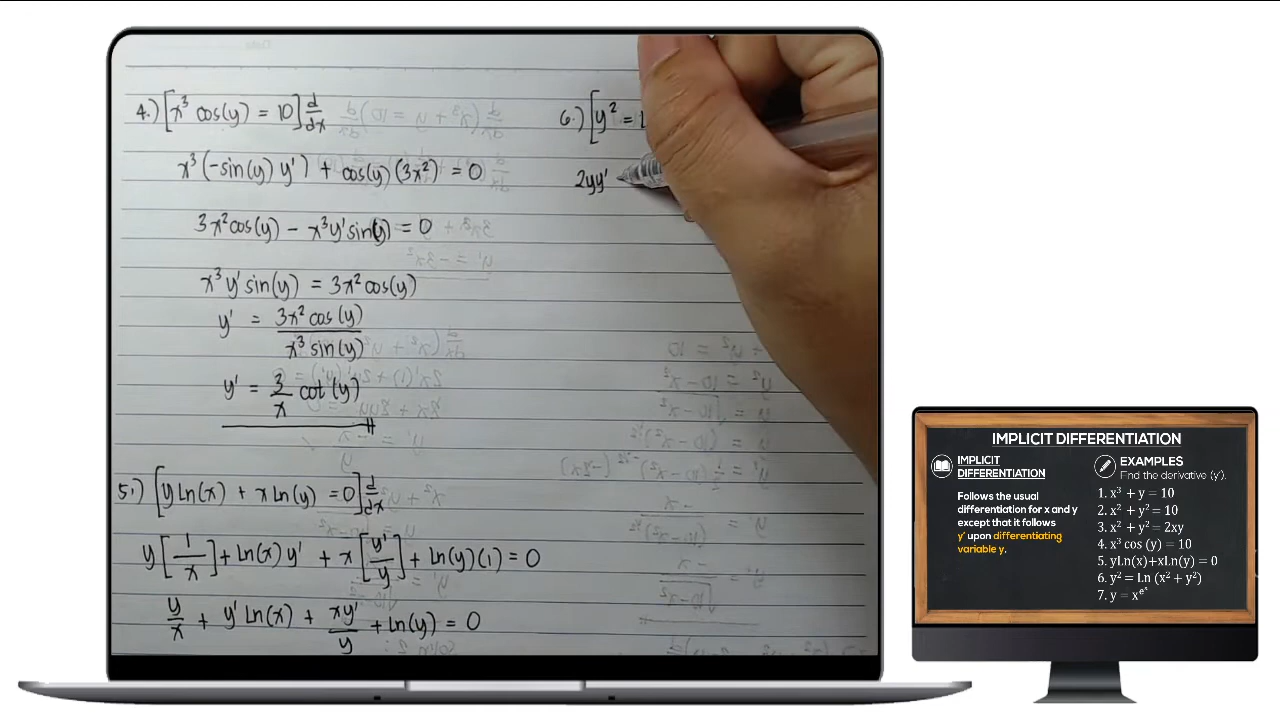 4.) [x³ cos(y) = 10] d/dx
x³(-sin(y) y') + cos(y)(3x²) = 0
3x²cos(y) - x³y'sin(y) = 0
x³y' sin(y) = 3x² cos(y)
y' = 3x² cos(y) / x³ sin(y)
y' = 3/x cot(y)
5.) [y Ln(x) + x Ln(y) = 0] d/dx
y[1/x] + Ln(x) y' + x[y'/y] + Ln(y)(1) = 0
y/x + y' Ln(x) + xy'/y + Ln(y) = 0
6.) [y² =
2yy'
IMPLICIT DIFFERENTIATION
IMPLICIT
DIFFERENTIATION
Follows the usual
differentiation for x and y
except that it follows
y' upon differentiating
variable y.
EXAMPLES
Find the derivative (y').
1. x³ + y = 10
2. x² + y² = 10
3. x² + y² = 2xy
4. x³ cos (y) = 10
5. yln(x)+xln(y) = 0
6. y² = ln (x² + y²)
7. y = x^e^x